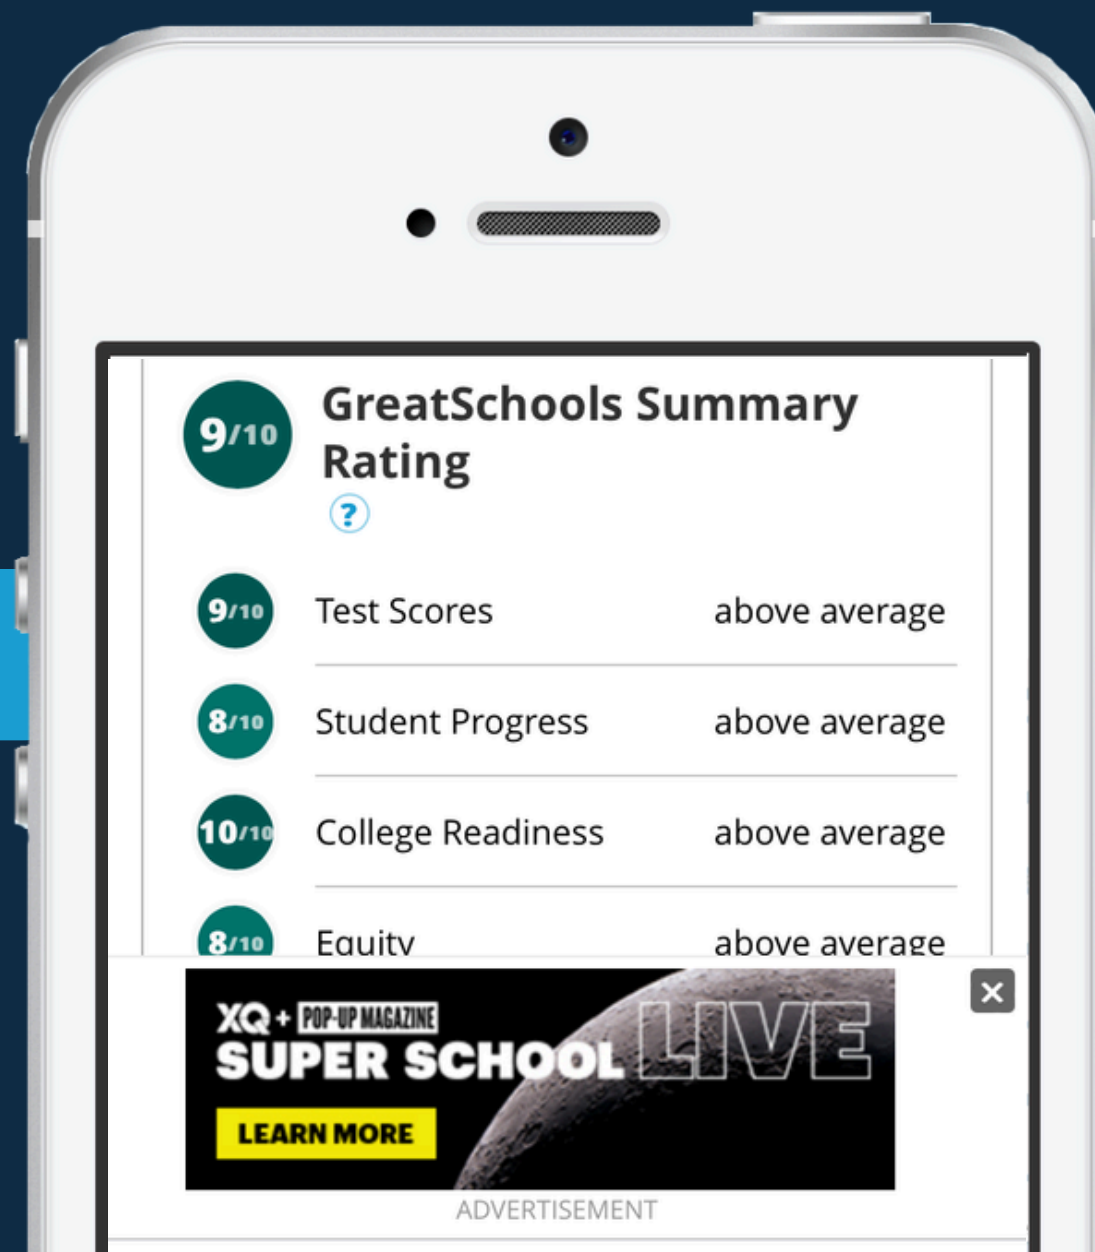 9/10 GreatSchools Summary
Rating
?
9/10 Test Scores above average
8/10 Student Progress above average
10/10 College Readiness above average
8/10 Equity above average
XQ + POP-UP MAGAZINE
SUPER SCHOOL LIVE
LEARN MORE
ADVERTISEMENT